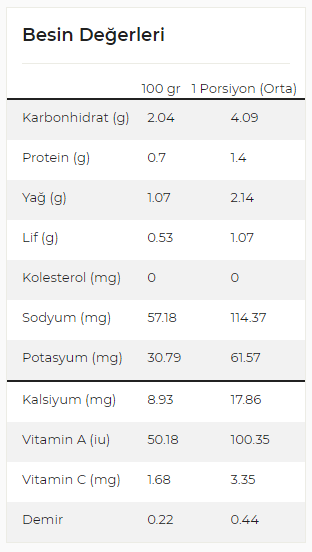 Besin Değerleri
100 gr 1 Porsiyon (Orta)
Karbonhidrat (g) 2.04 4.09
Protein (g) 0.7 1.4
Yağ (g) 1.07 2.14
Lif (g) 0.53 1.07
Kolesterol (mg) 0 0
Sodyum (mg) 57.18 114.37
Potasyum (mg) 30.79 61.57
Kalsiyum (mg) 8.93 17.86
Vitamin A (iu) 50.18 100.35
Vitamin C (mg) 1.68 3.35
Demir 0.22 0.44